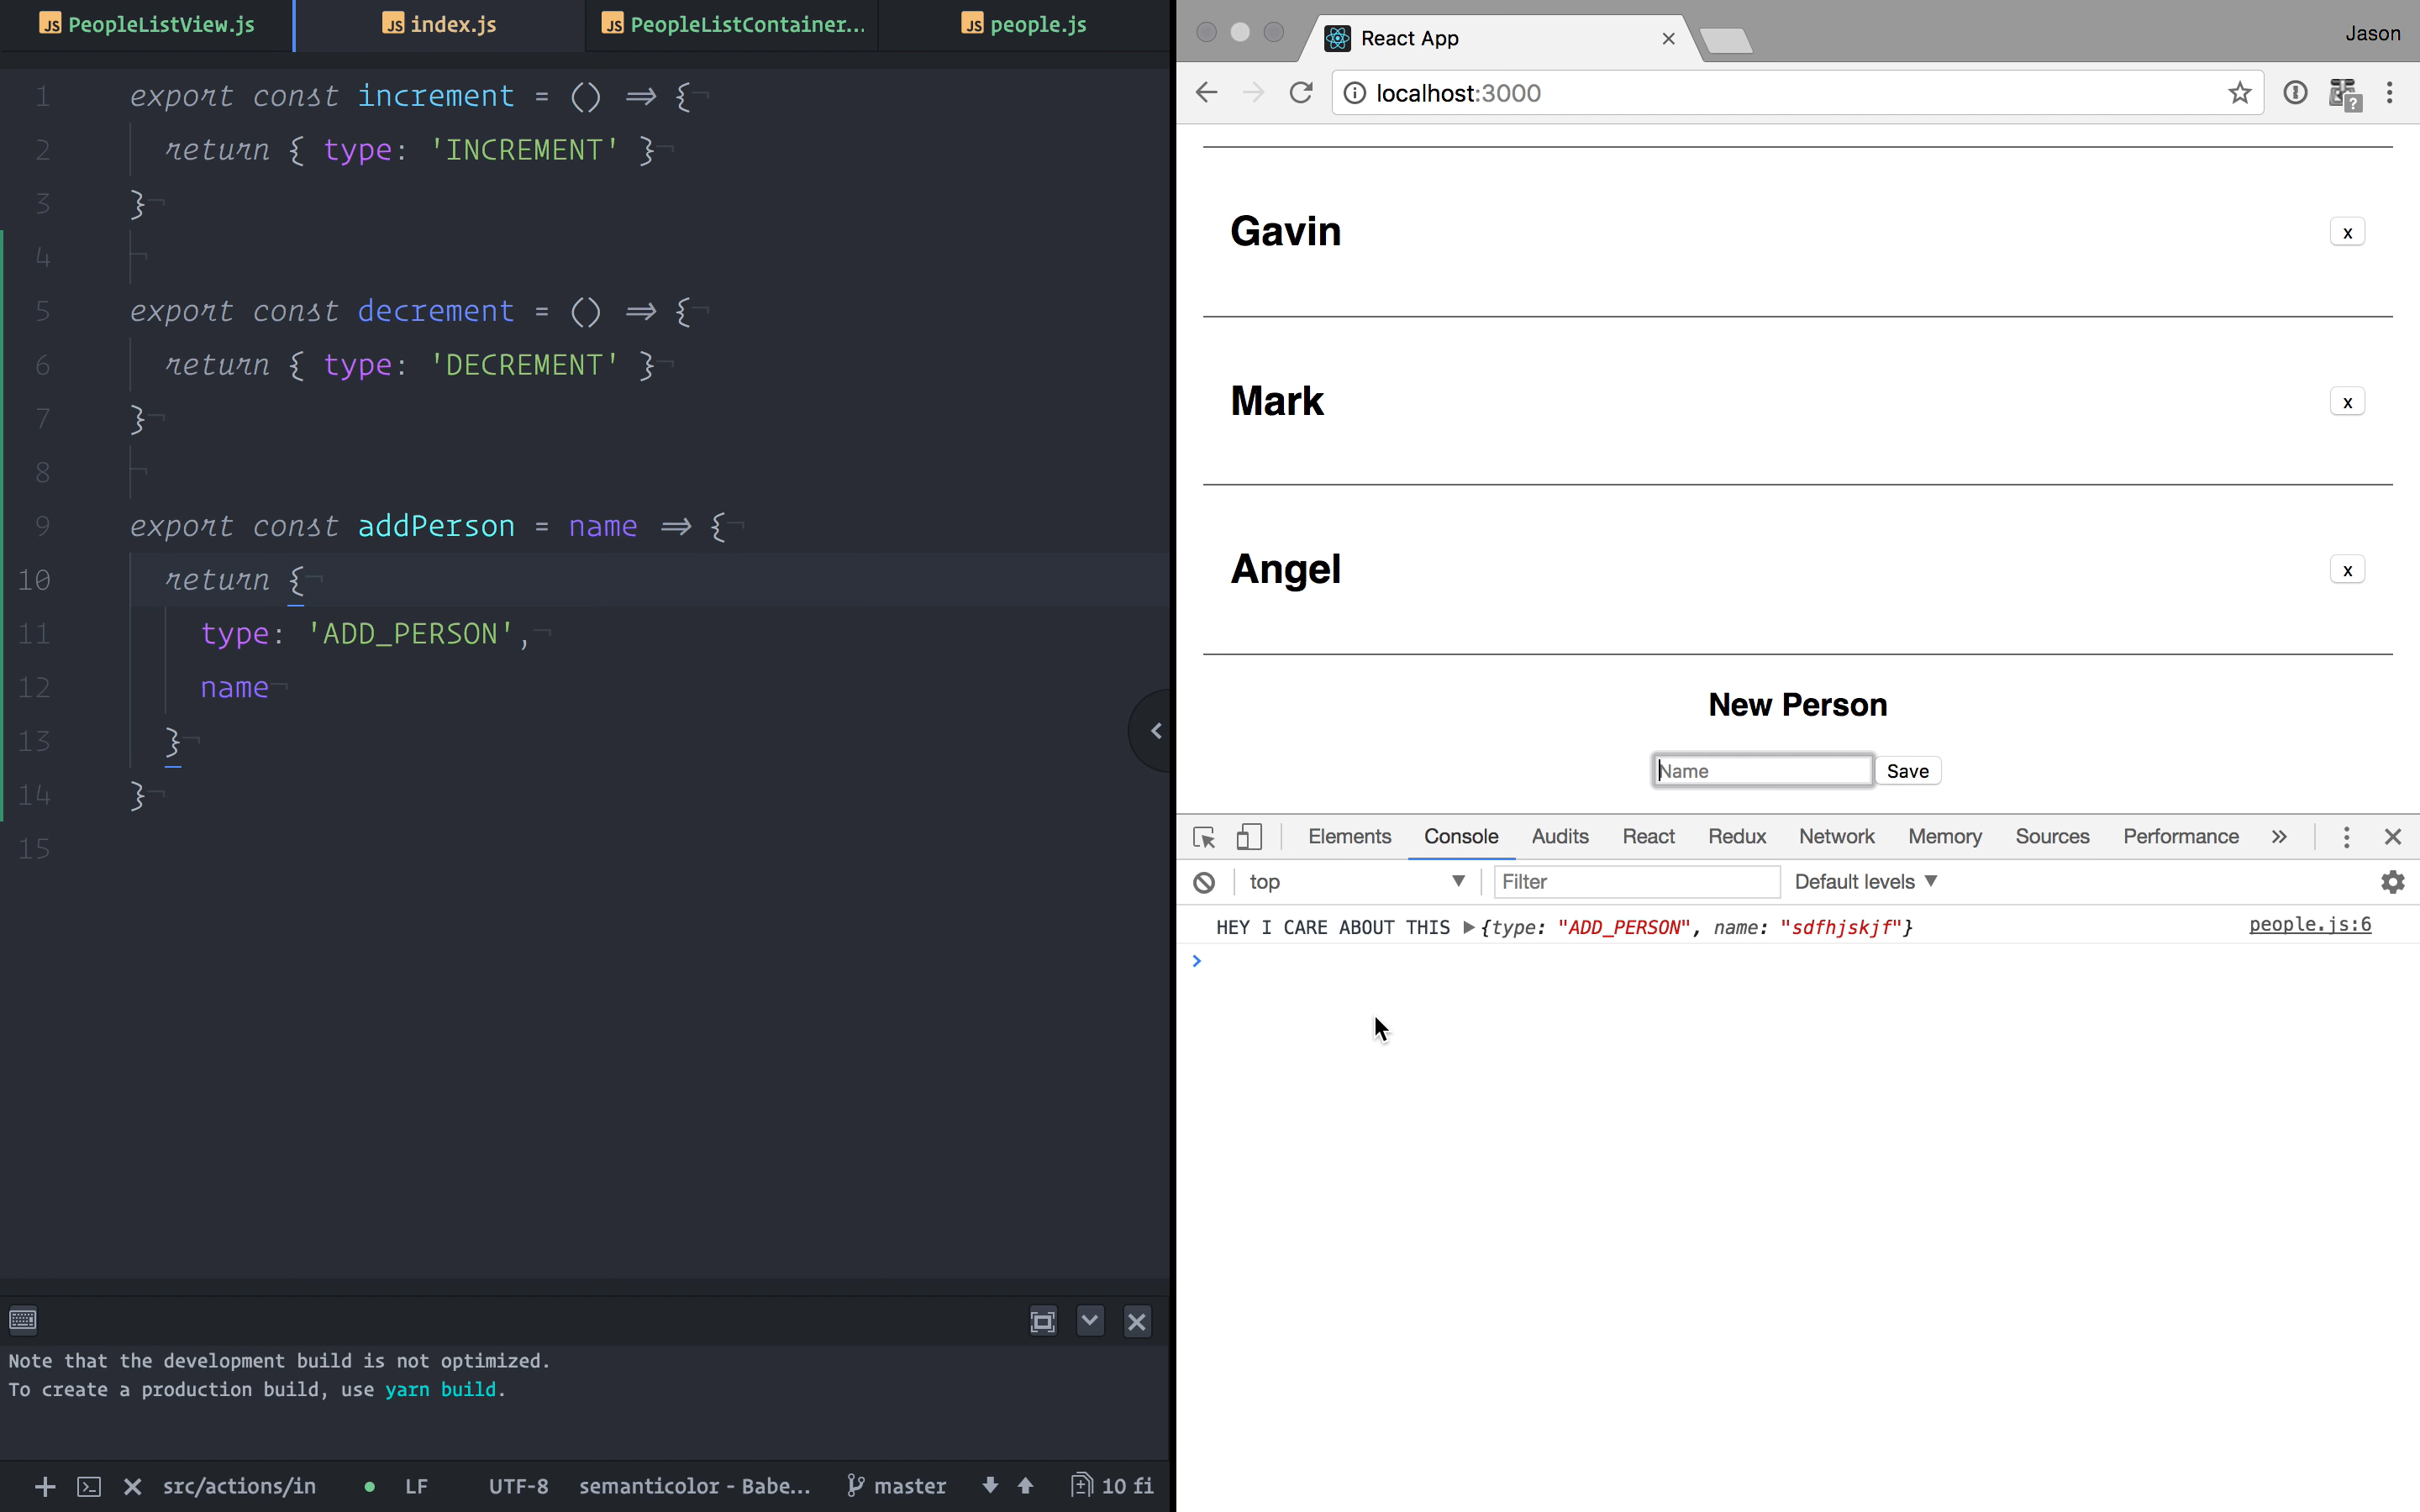 PeopleListView.js
index.js
PeopleListContainer...
people.js
1 export const increment = () => {
2 return { type: 'INCREMENT' }
3 }
4
5 export const decrement = () => {
6 return { type: 'DECREMENT' }
7 }
8
9 export const addPerson = name => {
10 return {
11 type: 'ADD_PERSON',
12 name
13 }
14 }
15
Note that the development build is not optimized.
To create a production build, use yarn build.
src/actions/in LF UTF-8 semanticolor - Babe... master 10 fi
React App
Jason
localhost:3000
Gavin x
Mark x
Angel x
New Person
Name Save
Elements Console Audits React Redux Network Memory Sources Performance »
top Filter Default levels
HEY I CARE ABOUT THIS {type: "ADD_PERSON", name: "sdfhjskjf"} people.js:6